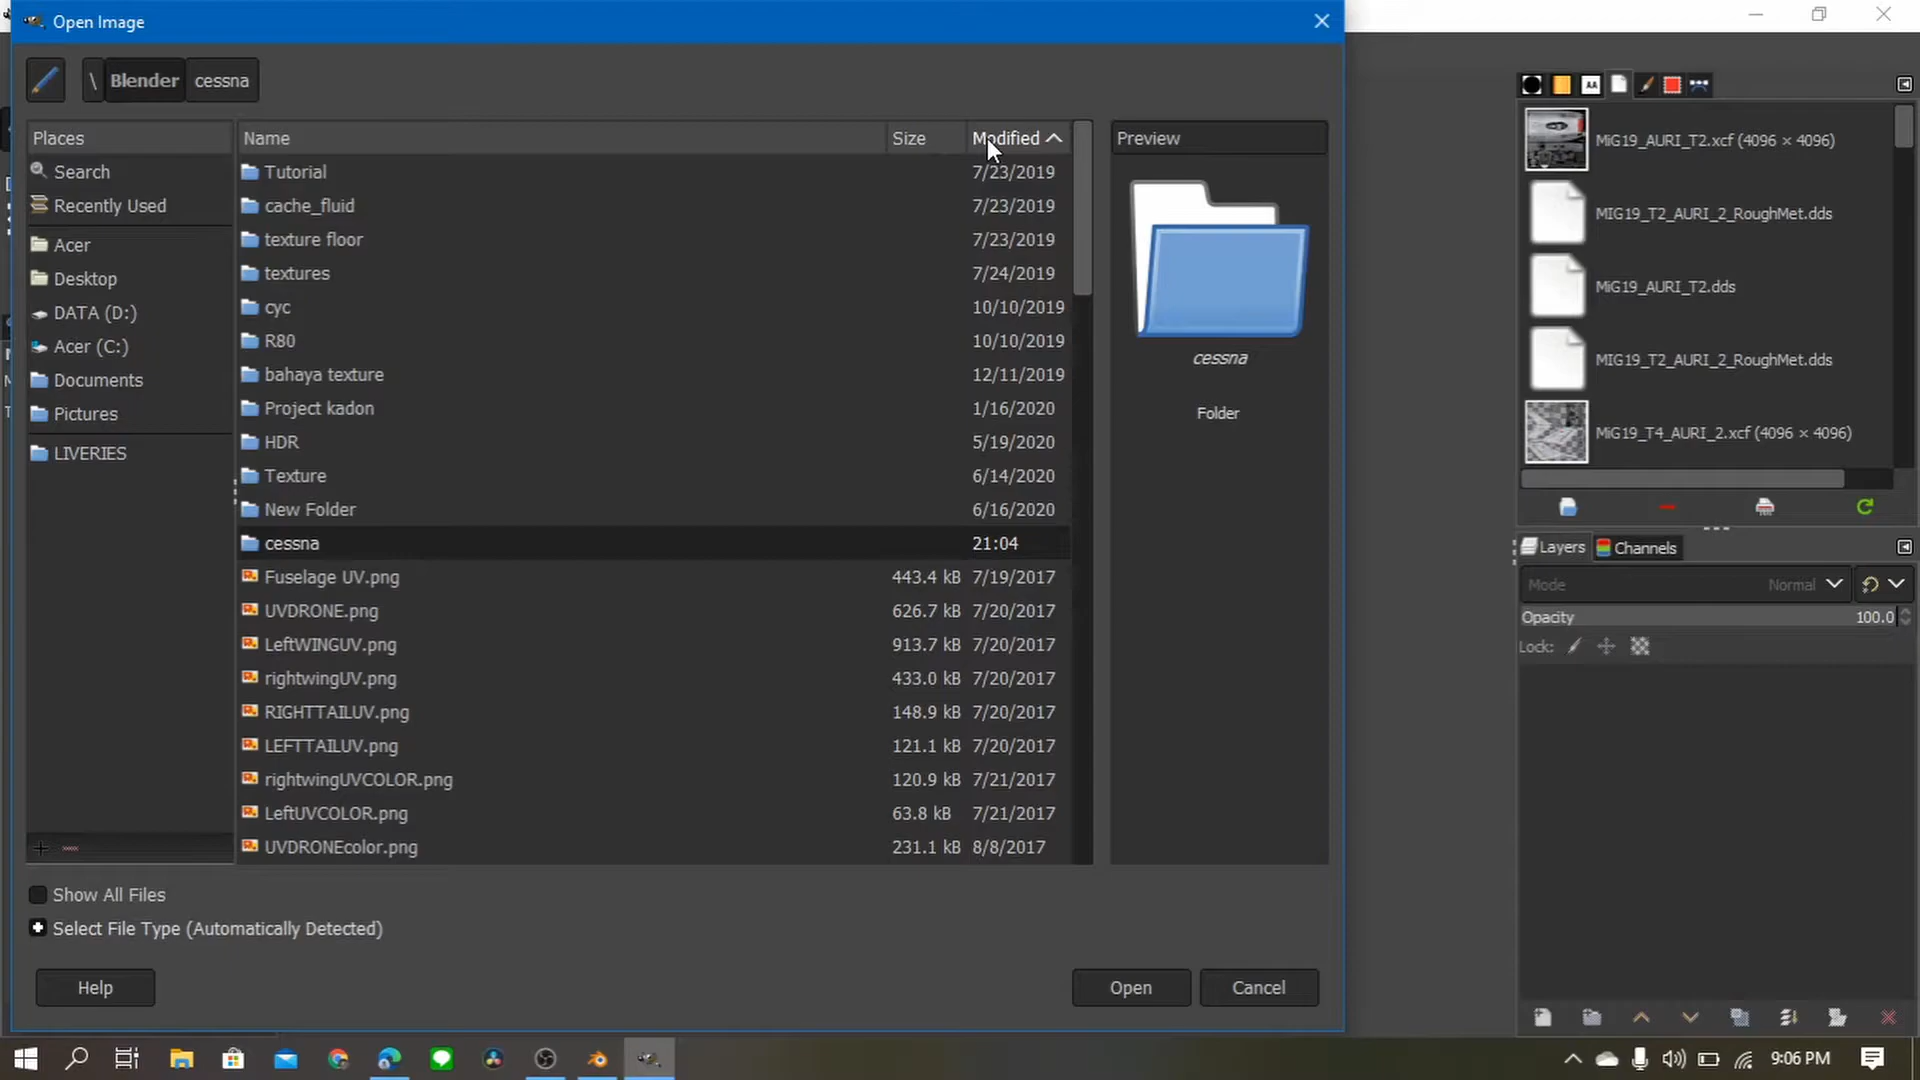 Open Image
\ Blender cessna
Places
Search
Recently Used
Acer
Desktop
DATA (D:)
Acer (C:)
Documents
Pictures
LIVERIES
Name Size Modified
Tutorial 7/23/2019
cache_fluid 7/23/2019
texture floor 7/23/2019
textures 7/24/2019
cyc 10/10/2019
R80 10/10/2019
bahaya texture 12/11/2019
Project kadon 1/16/2020
HDR 5/19/2020
Texture 6/14/2020
New Folder 6/16/2020
cessna 21:04
Fuselage UV.png 443.4 kB 7/19/2017
UVDRONE.png 626.7 kB 7/20/2017
LeftWINGUV.png 913.7 kB 7/20/2017
rightwingUV.png 433.0 kB 7/20/2017
RIGHTTAILUV.png 148.9 kB 7/20/2017
LEFTTAILUV.png 121.1 kB 7/20/2017
rightwingUVCOLOR.png 120.9 kB 7/21/2017
LeftUVCOLOR.png 63.8 kB 7/21/2017
UVDRONEcolor.png 231.1 kB 8/8/2017
Preview
cessna
Folder
Show All Files
Select File Type (Automatically Detected)
Help
Open
Cancel
AA
MiG19_AURI_T2.xcf (4096 × 4096)
MIG19_T2_AURI_2_RoughMet.dds
MiG19_AURI_T2.dds
MIG19_T2_AURI_2_RoughMet.dds
MiG19_T4_AURI_2.xcf (4096 × 4096)
Layers Channels
Mode Normal
Opacity 100.0
Lock:
9:06 PM